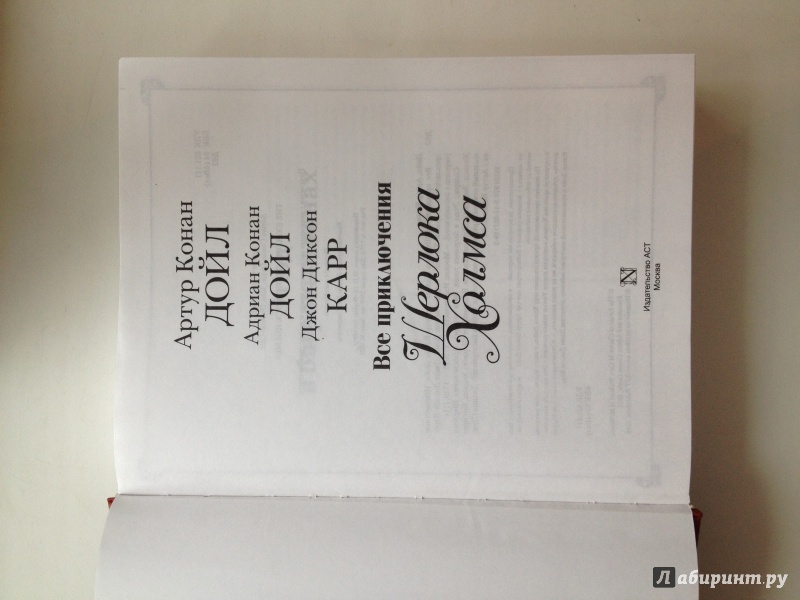 Артур Конан
ДОЙЛ
Адриан Конан
ДОЙЛ
Джон Диксон
КАРР
Все приключения
Шерлока
Холмса
Издательство АСТ
Москва
Лабиринт.ру